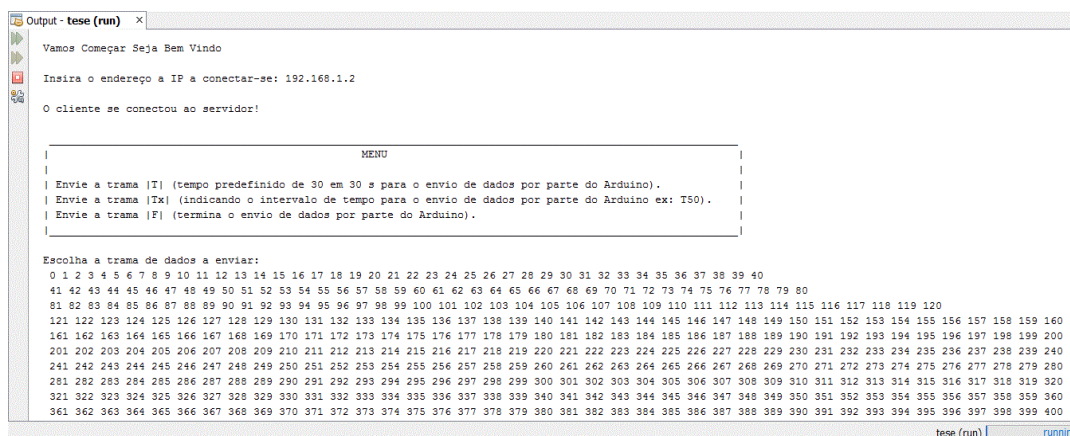 Output - tese (run) ×
Vamos Começar Seja Bem Vindo
Insira o endereço a IP a conectar-se: 192.168.1.2
O cliente se conectou ao servidor!
MENU
| Envie a trama |T| (tempo predefinido de 30 em 30 s para o envio de dados por parte do Arduino). |
| Envie a trama |Tx| (indicando o intervalo de tempo para o envio de dados por parte do Arduino ex: T50). |
| Envie a trama |F| (termina o envio de dados por parte do Arduino). |
Escolha a trama de dados a enviar:
0 1 2 3 4 5 6 7 8 9 10 11 12 13 14 15 16 17 18 19 20 21 22 23 24 25 26 27 28 29 30 31 32 33 34 35 36 37 38 39 40
41 42 43 44 45 46 47 48 49 50 51 52 53 54 55 56 57 58 59 60 61 62 63 64 65 66 67 68 69 70 71 72 73 74 75 76 77 78 79 80
81 82 83 84 85 86 87 88 89 90 91 92 93 94 95 96 97 98 99 100 101 102 103 104 105 106 107 108 109 110 111 112 113 114 115 116 117 118 119 120
121 122 123 124 125 126 127 128 129 130 131 132 133 134 135 136 137 138 139 140 141 142 143 144 145 146 147 148 149 150 151 152 153 154 155 156 157 158 159 160
161 162 163 164 165 166 167 168 169 170 171 172 173 174 175 176 177 178 179 180 181 182 183 184 185 186 187 188 189 190 191 192 193 194 195 196 197 198 199 200
201 202 203 204 205 206 207 208 209 210 211 212 213 214 215 216 217 218 219 220 221 222 223 224 225 226 227 228 229 230 231 232 233 234 235 236 237 238 239 240
241 242 243 244 245 246 247 248 249 250 251 252 253 254 255 256 257 258 259 260 261 262 263 264 265 266 267 268 269 270 271 272 273 274 275 276 277 278 279 280
281 282 283 284 285 286 287 288 289 290 291 292 293 294 295 296 297 298 299 300 301 302 303 304 305 306 307 308 309 310 311 312 313 314 315 316 317 318 319 320
321 322 323 324 325 326 327 328 329 330 331 332 333 334 335 336 337 338 339 340 341 342 343 344 345 346 347 348 349 350 351 352 353 354 355 356 357 358 359 360
361 362 363 364 365 366 367 368 369 370 371 372 373 374 375 376 377 378 379 380 381 382 383 384 385 386 387 388 389 390 391 392 393 394 395 396 397 398 399 400
tese (run) runnin